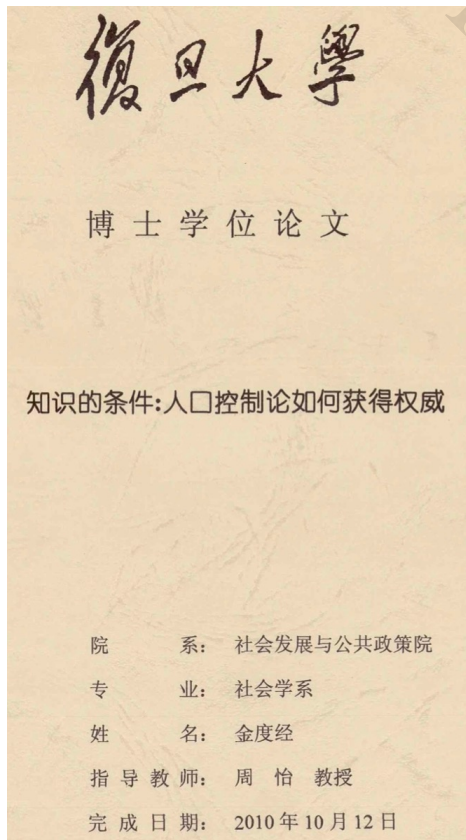 復旦大學
博士学位论文
知识的条件:人口控制论如何获得权威
院 系: 社会发展与公共政策院
专 业: 社会学系
姓 名: 金度经
指导教师: 周 怡 教授
完成日期: 2010年10月12日